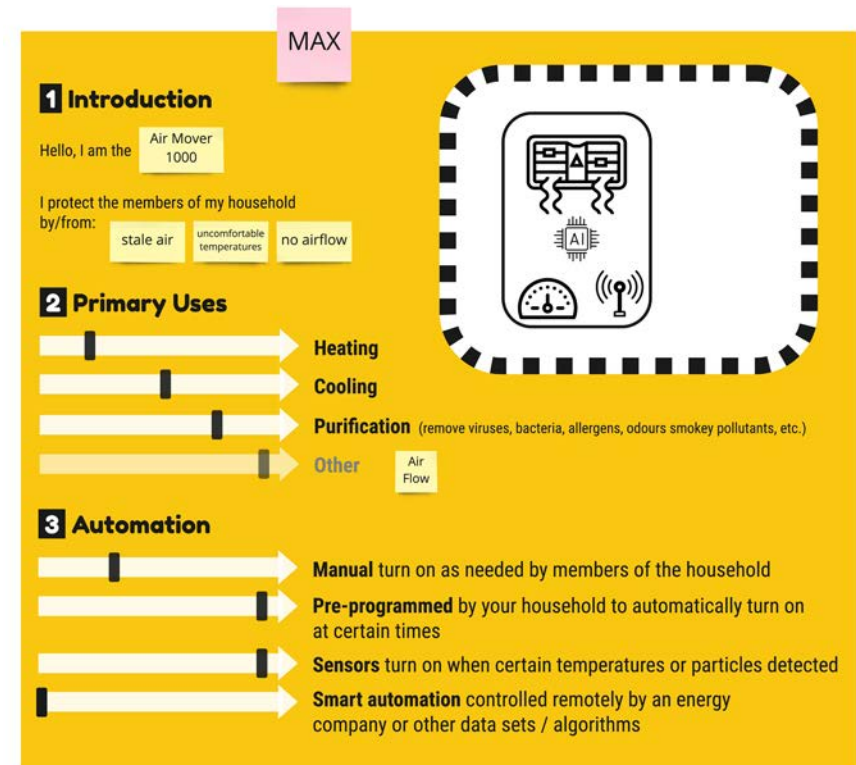 MAX
1 Introduction
Hello, I am the
Air Mover
1000
I protect the members of my household
by/from:
stale air
uncomfortable
temperatures
no airflow
AI
2 Primary Uses
Heating
Cooling
Purification (remove viruses, bacteria, allergens, odours smokey pollutants, etc.)
Other
Air
Flow
3 Automation
Manual turn on as needed by members of the household
Pre-programmed by your household to automatically turn on
at certain times
Sensors turn on when certain temperatures or particles detected
Smart automation controlled remotely by an energy
company or other data sets / algorithms